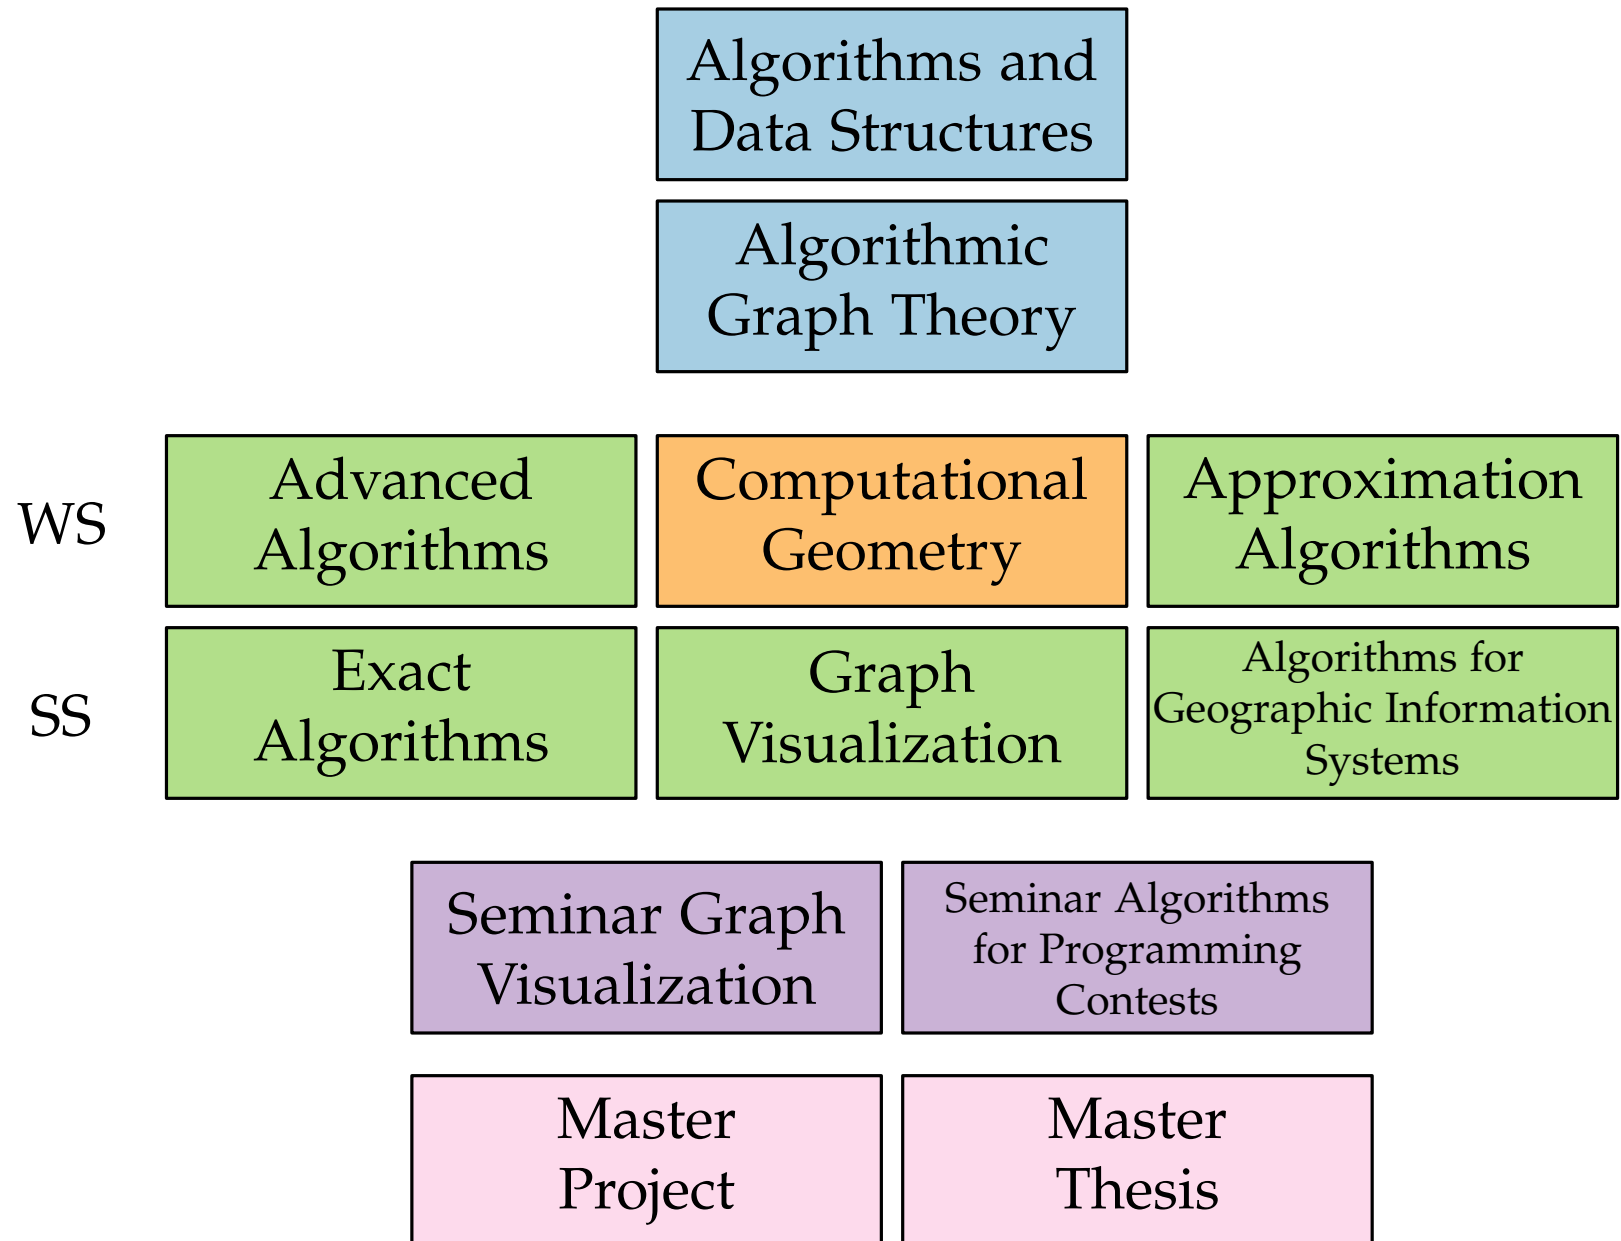 Algorithms and
Data Structures
Algorithmic
Graph Theory
WS
Advanced
Algorithms
Computational
Geometry
Approximation
Algorithms
SS
Exact
Algorithms
Graph
Visualization
Algorithms for
Geographic Information
Systems
Seminar Graph
Visualization
Seminar Algorithms
for Programming
Contests
Master
Project
Master
Thesis